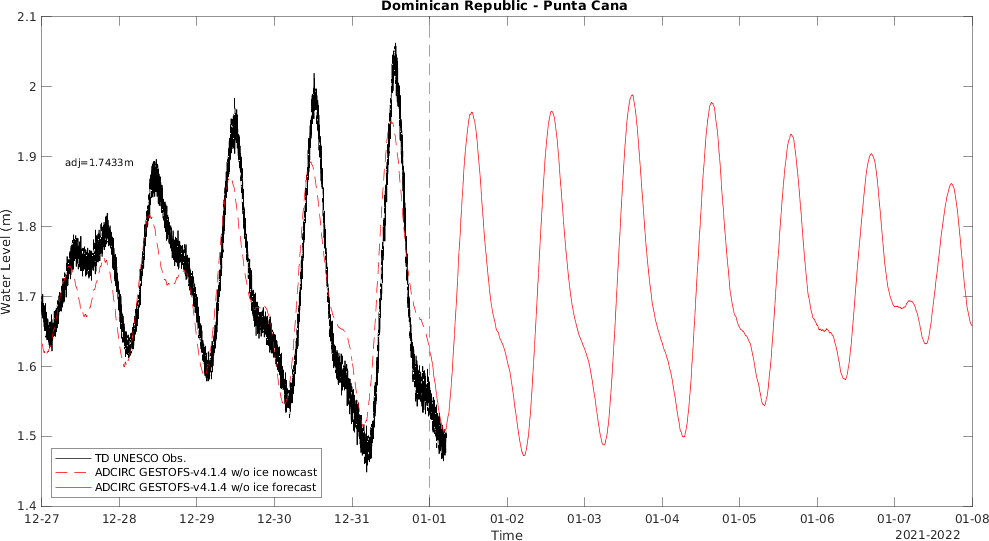 Dominican Republic - Punta Cana
2.1
2
1.9
1.8
1.7
1.6
1.5
1.4
Water Level (m)
adj=1.7433m
TD UNESCO Obs.
ADCIRC GESTOFS-v4.1.4 w/o ice nowcast
ADCIRC GESTOFS-v4.1.4 w/o ice forecast
12-27 12-28 12-29 12-30 12-31 01-01 01-02 01-03 01-04 01-05 01-06 01-07 01-08
Time
2021-2022